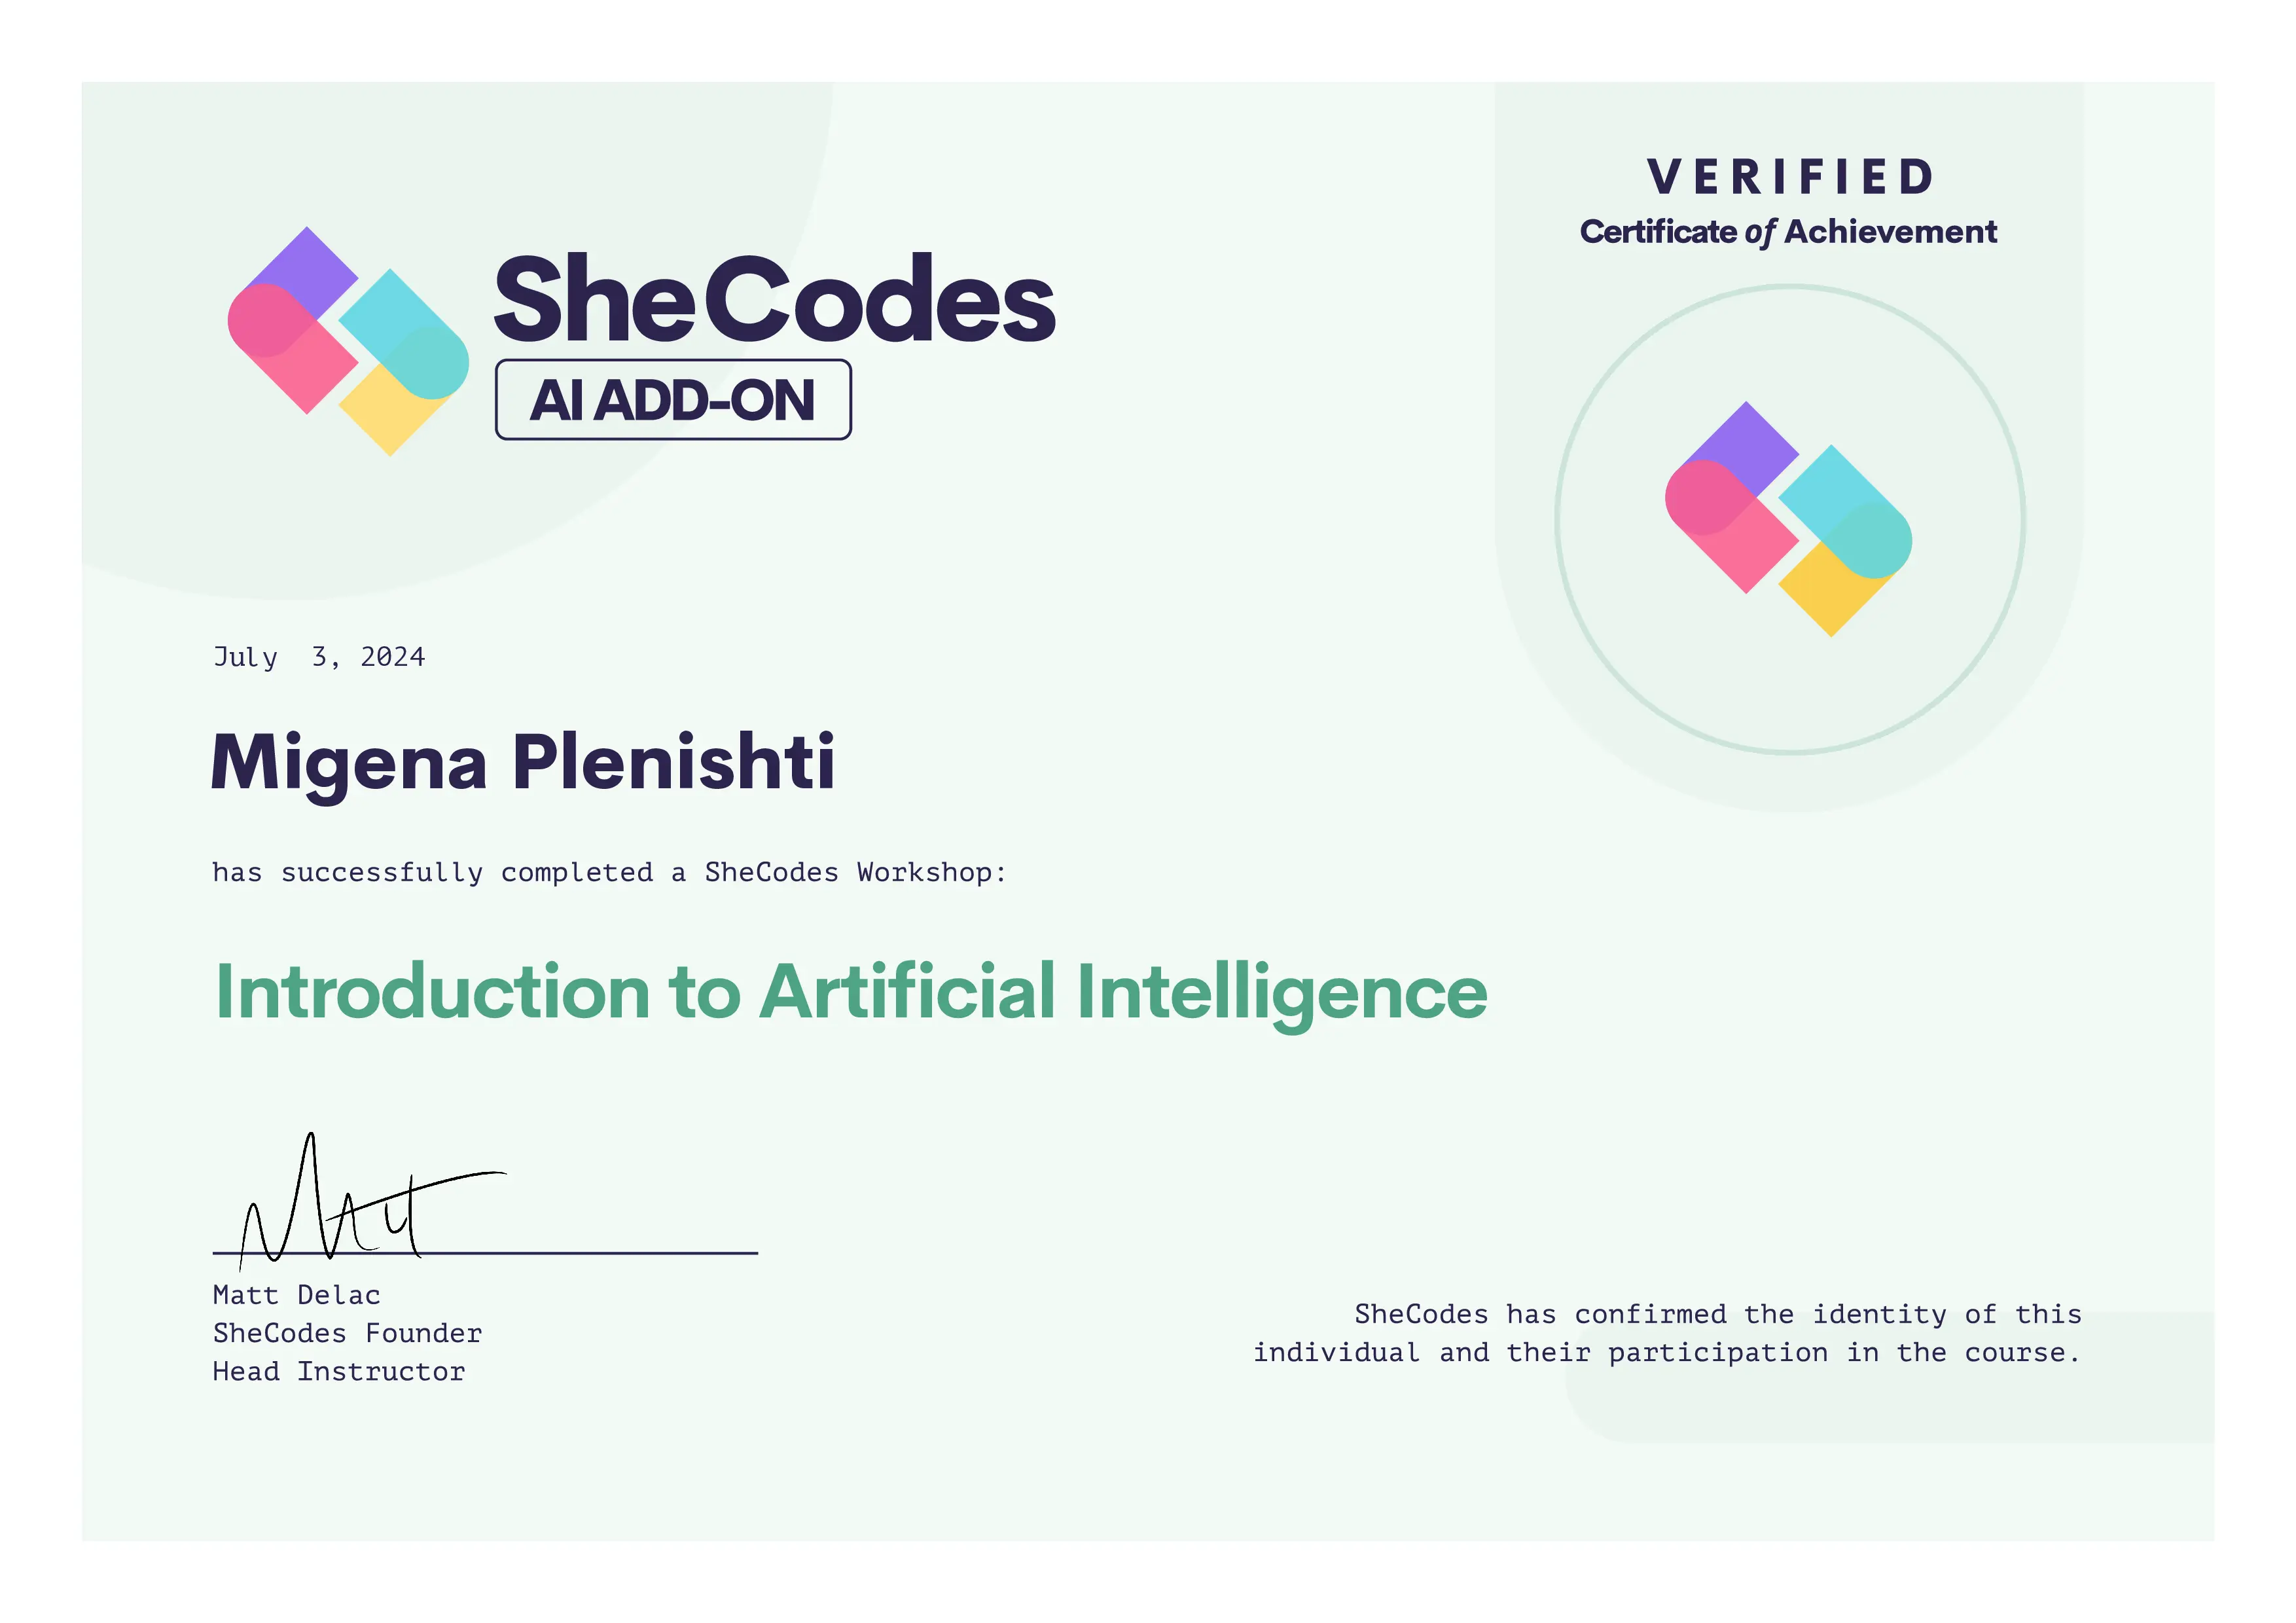 VERIFIED
Certificate of Achievement
SheCodes
AI ADD-ON
July  3, 2024
Migena Plenishti
has successfully completed a SheCodes Workshop:
Introduction to Artificial Intelligence
Matt
Matt Delac
SheCodes Founder
Head Instructor
SheCodes has confirmed the identity of this
individual and their participation in the course.